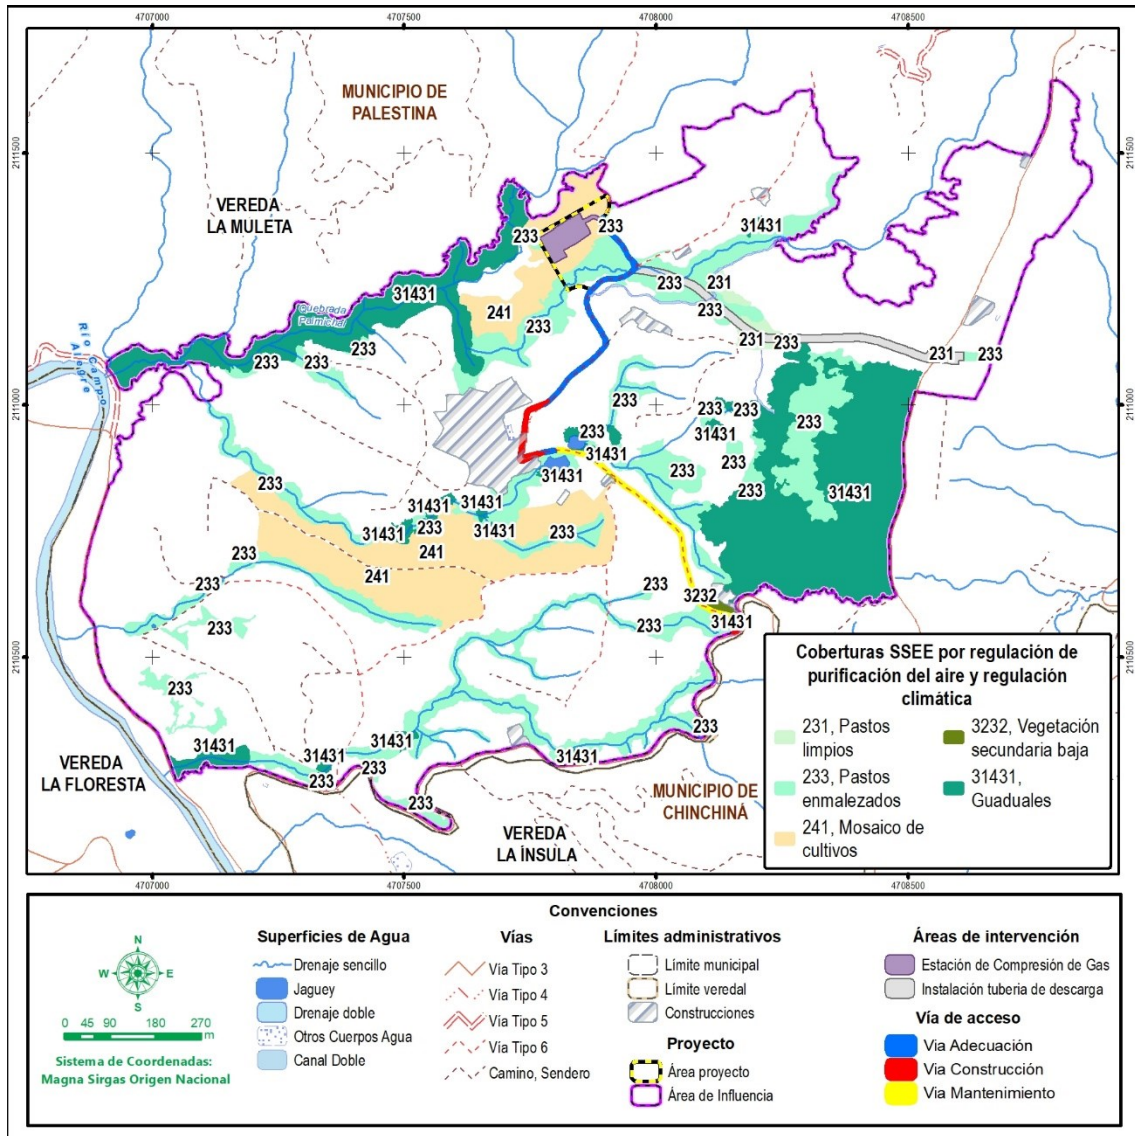 4707000
4707500
4708000
4708500
2111500
2111500
MUNICIPIO DE
PALESTINA
VEREDA
LA MULETA
233
233
31431
31431
233
231
233
241
233
Quebrada
Palmichal
Río Campo
Alegre
233
233
233
231
233
231
233
2111000
2111000
233
233
233
31431
233
233
31431
233
31431
233
233
31431
31431
31431
233
31431
31431
233
241
233
241
233
233
233
3232
233
31431
233
2110500
2110500
233
31431
31431
31431
233
233
31431
233
233
VEREDA
LA FLORESTA
MUNICIPIO DE
CHINCHINÁ
VEREDA
LA ÍNSULA
Coberturas SSEE por regulación de
purificación del aire y regulación
climática
231, Pastos
limpios
233, Pastos
enmalezados
241, Mosaico de
cultivos
3232, Vegetación
secundaria baja
31431,
Guaduales
4707000
4707500
4708000
4708500
Convenciones
N
W
E
S
0 45 90 180 270
m
Sistema de Coordenadas:
Magna Sirgas Origen Nacional
Superficies de Agua
Drenaje sencillo
Jaguey
Drenaje doble
Otros Cuerpos Agua
Canal Doble
Vías
Vía Tipo 3
Vía Tipo 4
Vía Tipo 5
Vía Tipo 6
Camino, Sendero
Límites administrativos
Límite municipal
Límite veredal
Construcciones
Proyecto
Área proyecto
Área de Influencia
Áreas de intervención
Estación de Compresión de Gas
Instalación tuberia de descarga
Vía de acceso
Via Adecuación
Via Construcción
Via Mantenimiento